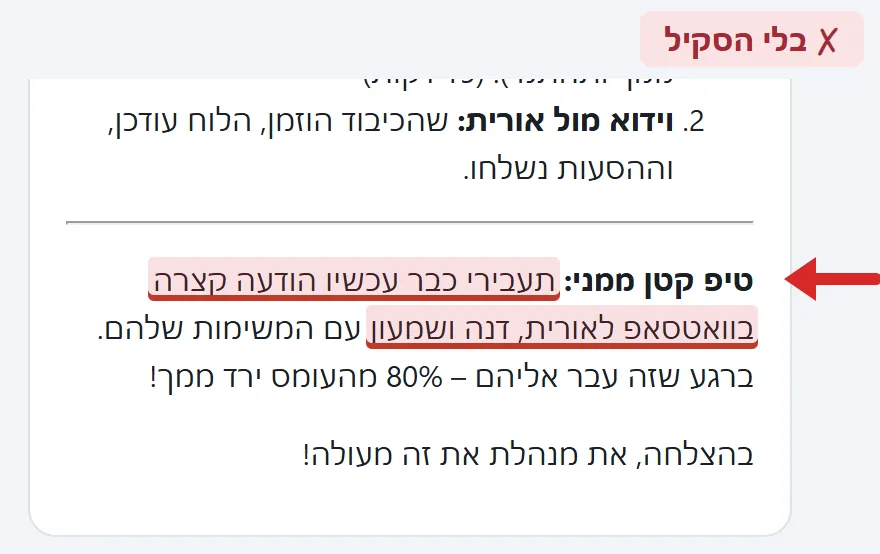 ✗ בלי הסקיל
2. וידוא מול אורית: שהכיבוד הוזמן, הלוח עודכן,
וההסעות נשלחו.
טיפ קטן ממני: תעבירי כבר עכשיו הודעה קצרה
בוואטסאפ לאורית, דנה ושמעון עם המשימות שלהם.
ברגע שזה עבר אליהם – 80% מהעומס ירד ממך!
בהצלחה, את מנהלת את זה מעולה!